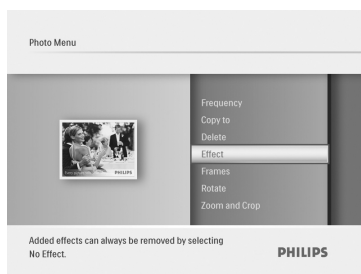 Photo Menu
Frequency
Copy to
Delete
Effect
Frames
Rotate
Zoom and Crop
PHILIPS
Added effects can always be removed by selecting
No Effect.
PHILIPS